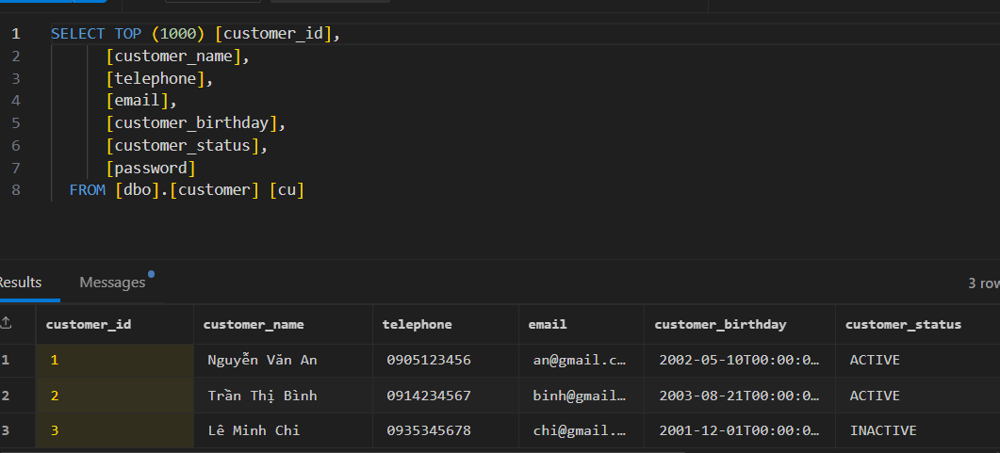 1 SELECT TOP (1000) [customer_id],
2 [customer_name],
3 [telephone],
4 [email],
5 [customer_birthday],
6 [customer_status],
7 [password]
8 FROM [dbo].[customer] [cu]
Results Messages 3 row
customer_id customer_name telephone email customer_birthday customer_status
1 1 Nguyễn Văn An 0905123456 an@gmail.c… 2002-05-10T00:00:0… ACTIVE
2 2 Trần Thị Bình 0914234567 binh@gmail… 2003-08-21T00:00:0… ACTIVE
3 3 Lê Minh Chi 0935345678 chi@gmail.… 2001-12-01T00:00:0… INACTIVE